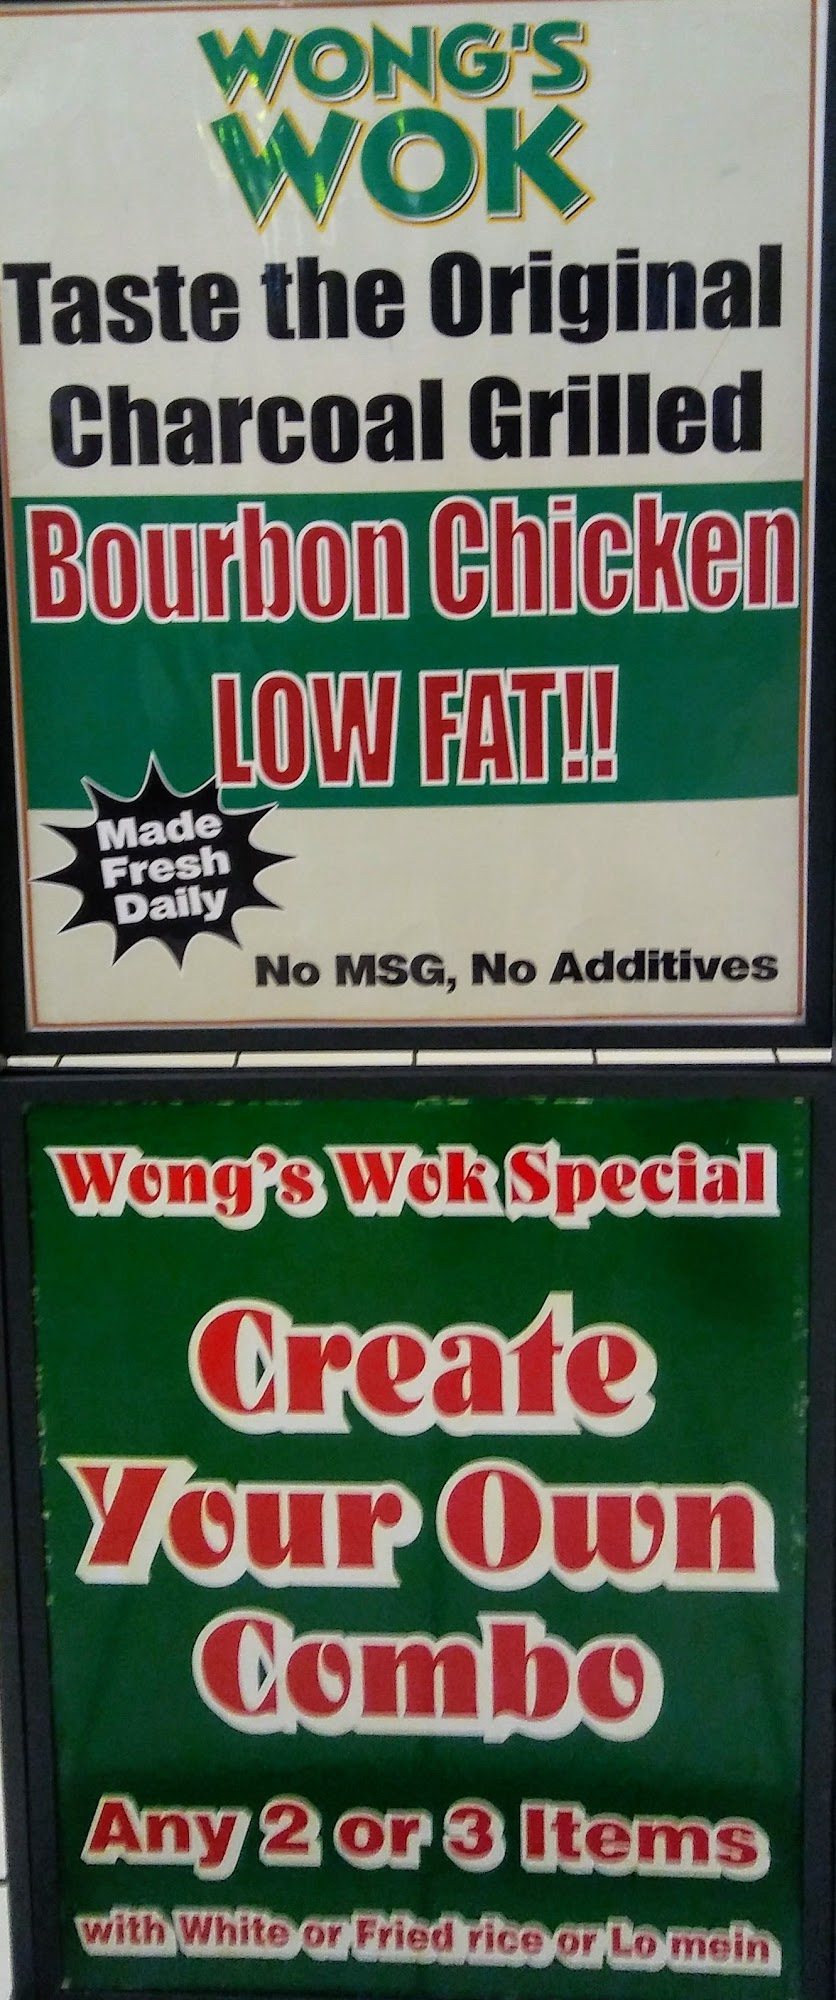 WONG'S
WOK
Taste the Original
Charcoal Grilled
Bourbon Chicken
LOW FAT!!
Made
Fresh
Daily
No MSG, No Additives
Wong's Wok Special
Create
Your Own
Combo
Any 2 or 3 Items
with White or Fried rice or Lo mein